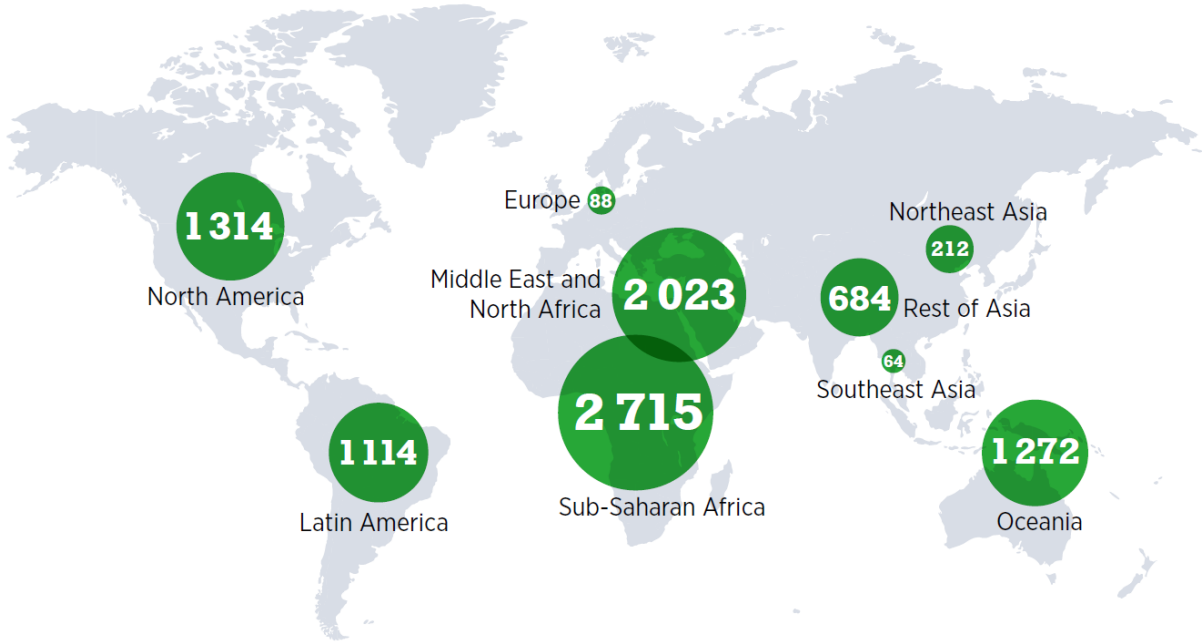 1 314
North America
Europe 88
Northeast Asia
212
Middle East and
North Africa
2 023
684
Rest of Asia
64
Southeast Asia
2 715
Sub-Saharan Africa
1 114
Latin America
1 272
Oceania